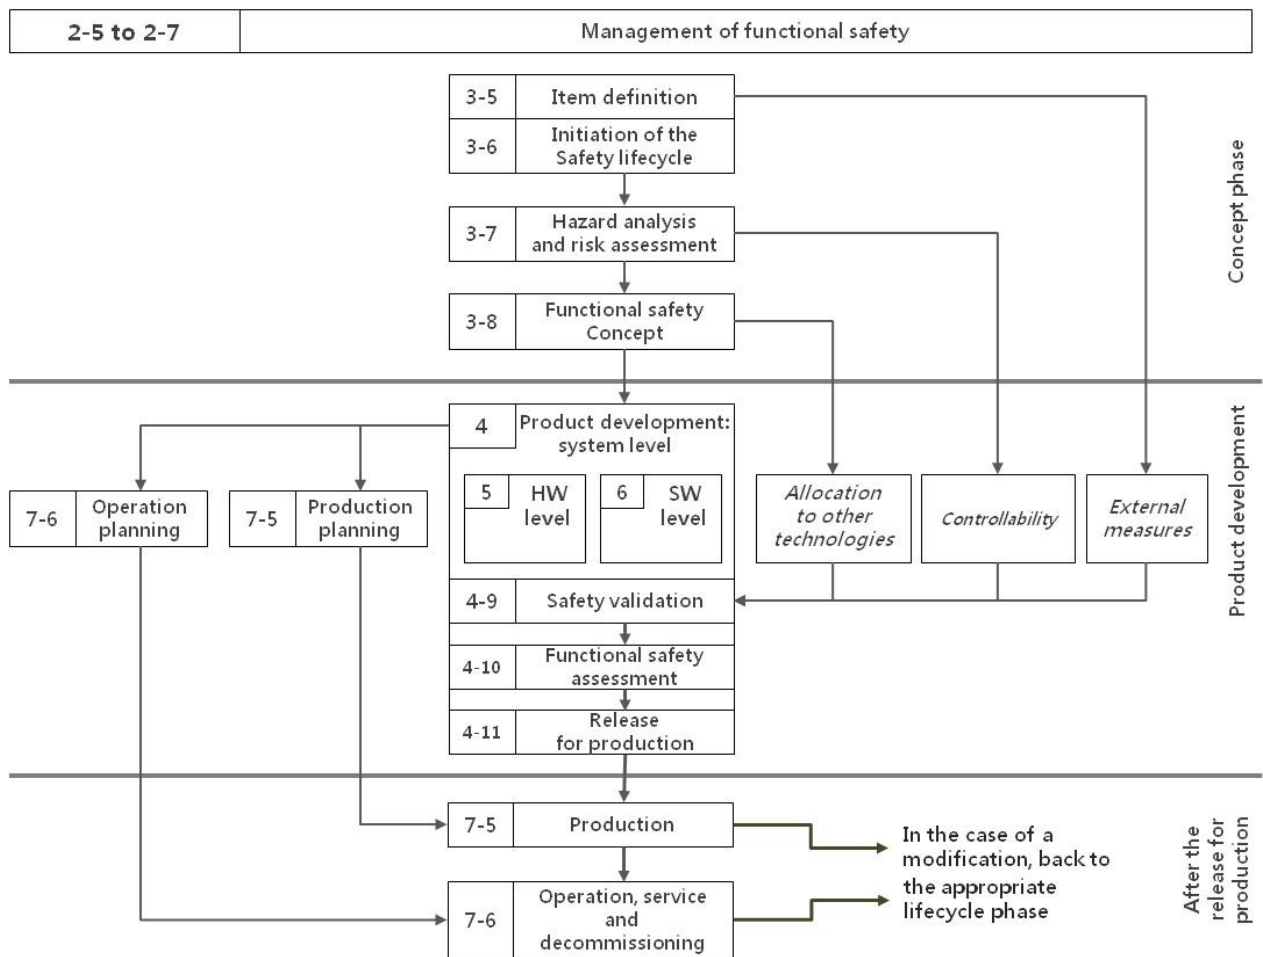 2-5 to 2-7
Management of functional safety
3-5
Item definition
3-6
Initiation of the
Safety lifecycle
3-7
Hazard analysis
and risk assessment
3-8
Functional safety
Concept
Concept phase
4
Product development:
system level
5
HW
level
6
SW
level
7-6
Operation
planning
7-5
Production
planning
Allocation
to other
technologies
Controllability
External
measures
4-9
Safety validation
4-10
Functional safety
assessment
4-11
Release
for production
Product development
7-5
Production
7-6
Operation, service
and
decommissioning
In the case of a
modification, back to
the appropriate
lifecycle phase
After the
release for
production